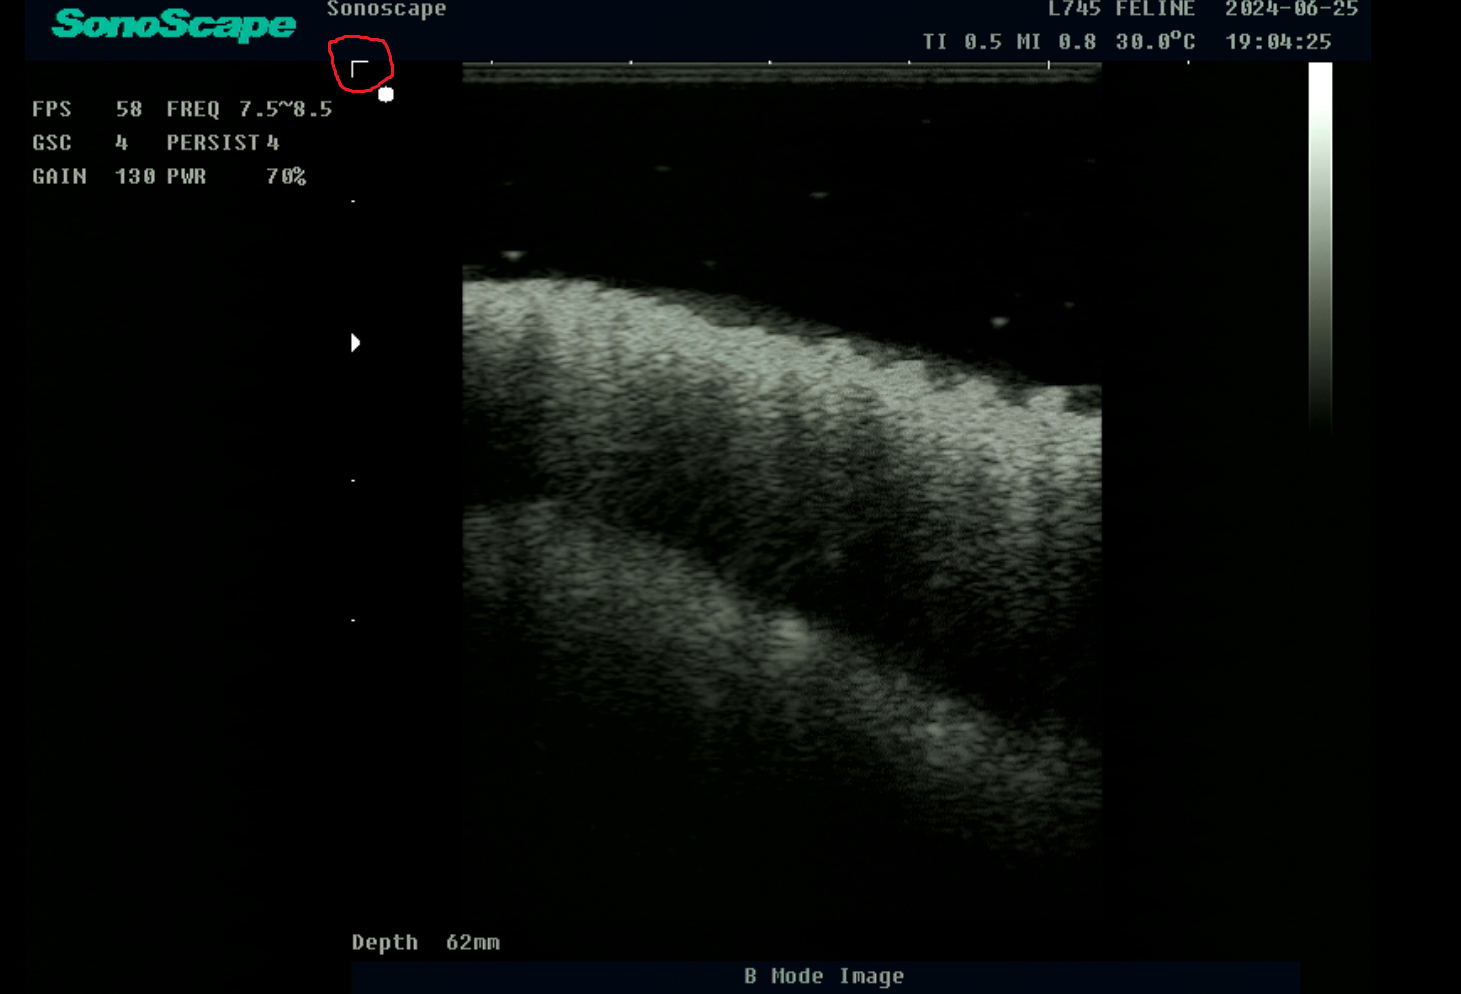 SonoScape
Sonoscape
L745 FELINE 2024-06-25
TI 0.5 MI 0.8 30.0°C 19:04:25
FPS 58 FREQ 7.5~8.5
GSC 4 PERSIST 4
GAIN 130 PWR 70%
Depth 62mm
B Mode Image